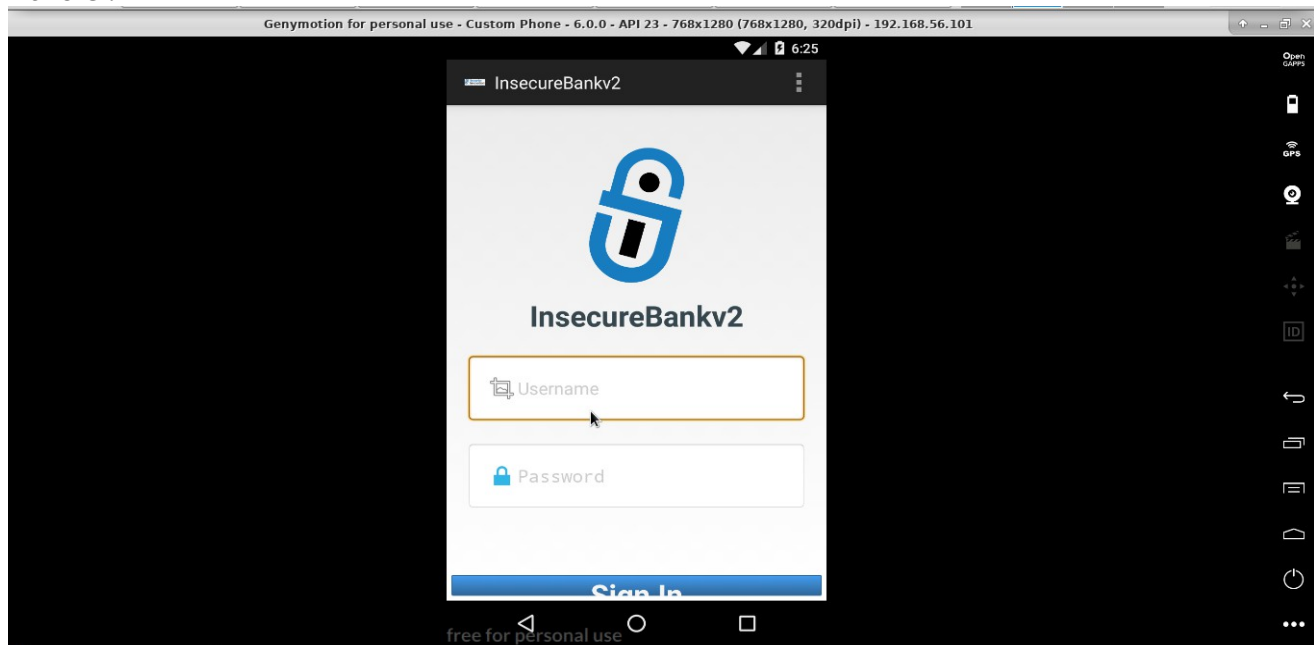 Genymotion for personal use - Custom Phone - 6.0.0 - API 23 - 768x1280 (768x1280, 320dpi) - 192.168.56.101
6:25
Open
GAPPS
InsecureBankv2
GPS
InsecureBankv2
ID
Username
Password
Sign In
free for personal use